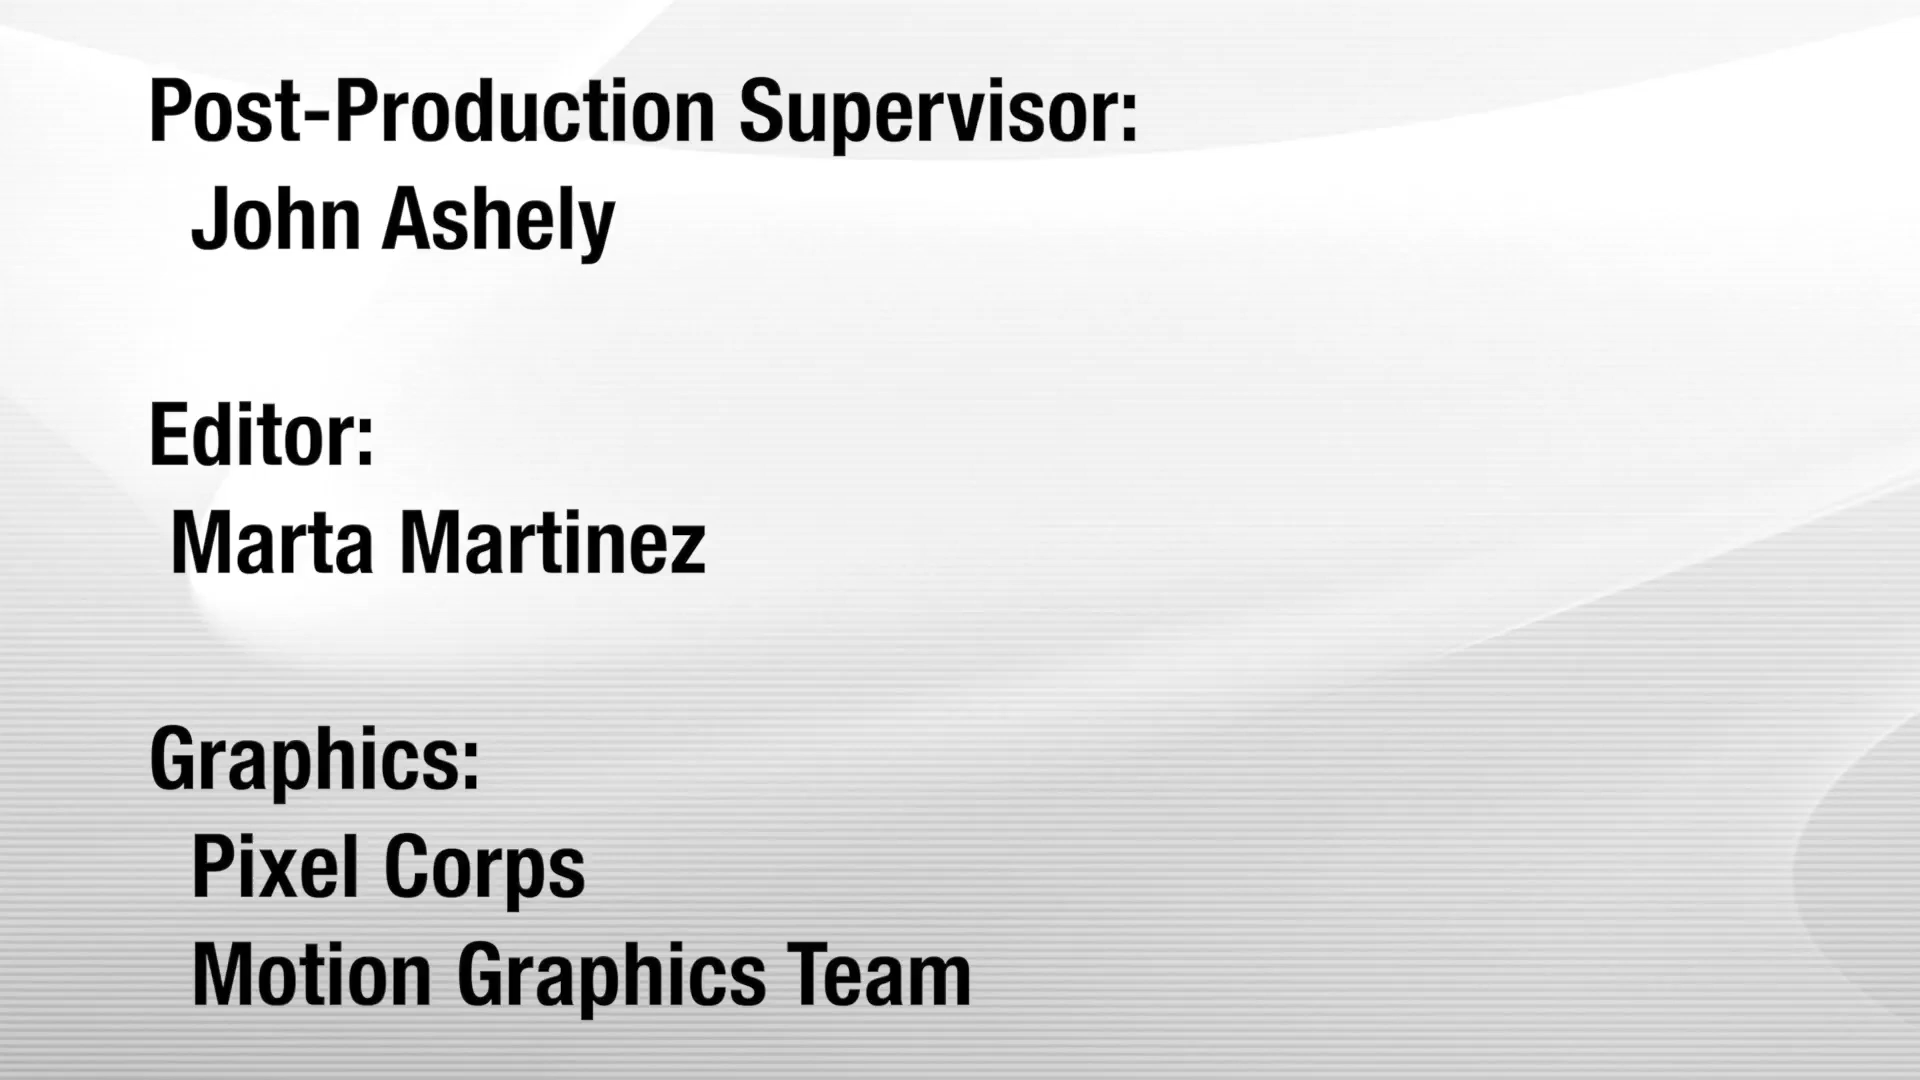 Post-Production Supervisor:
John Ashely
Editor:
Marta Martinez
Graphics:
Pixel Corps
Motion Graphics Team